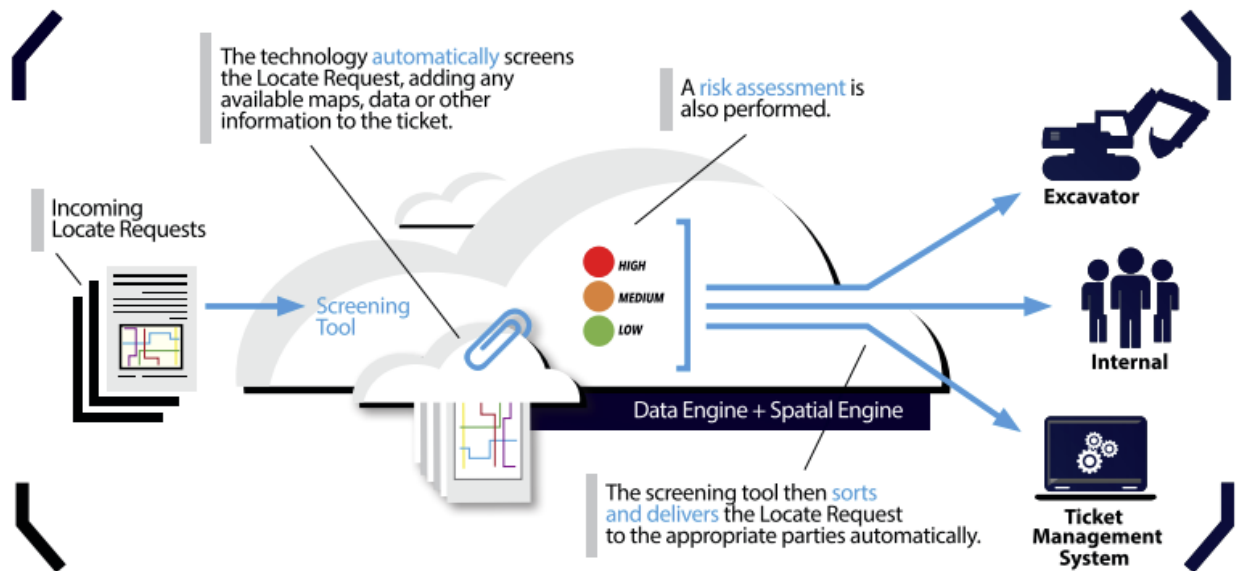 The technology automatically screens
the Locate Request, adding any
available maps, data or other
information to the ticket.
A risk assessment is
also performed.
Incoming
Locate Requests
Screening
Tool
HIGH
MEDIUM
LOW
Data Engine + Spatial Engine
The screening tool then sorts
and delivers the Locate Request
to the appropriate parties automatically.
Excavator
Internal
Ticket
Management
System